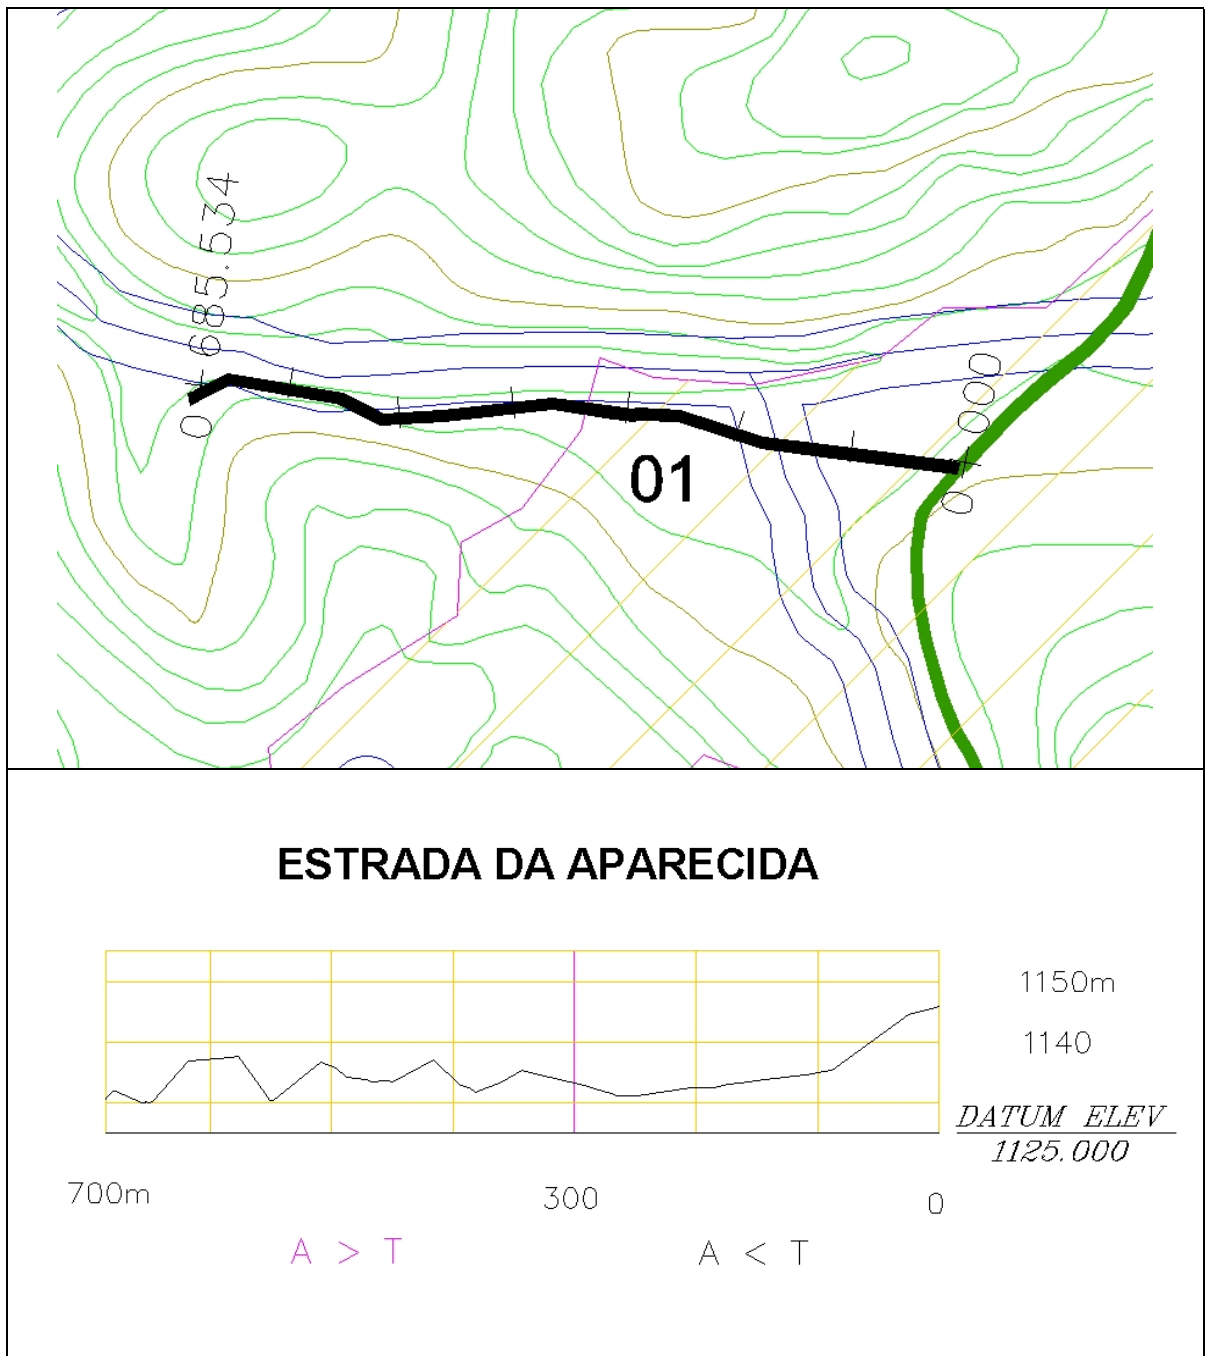 0+685.534
0+000
01
ESTRADA DA APARECIDA
1150m
1140
DATUM ELEV
1125.000
700m 300 0
A > T A < T